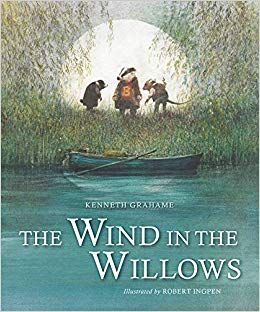 B
KENNETH GRAHAME
THE WIND IN THE
WILLOWS
Illustrated by ROBERT INGPEN